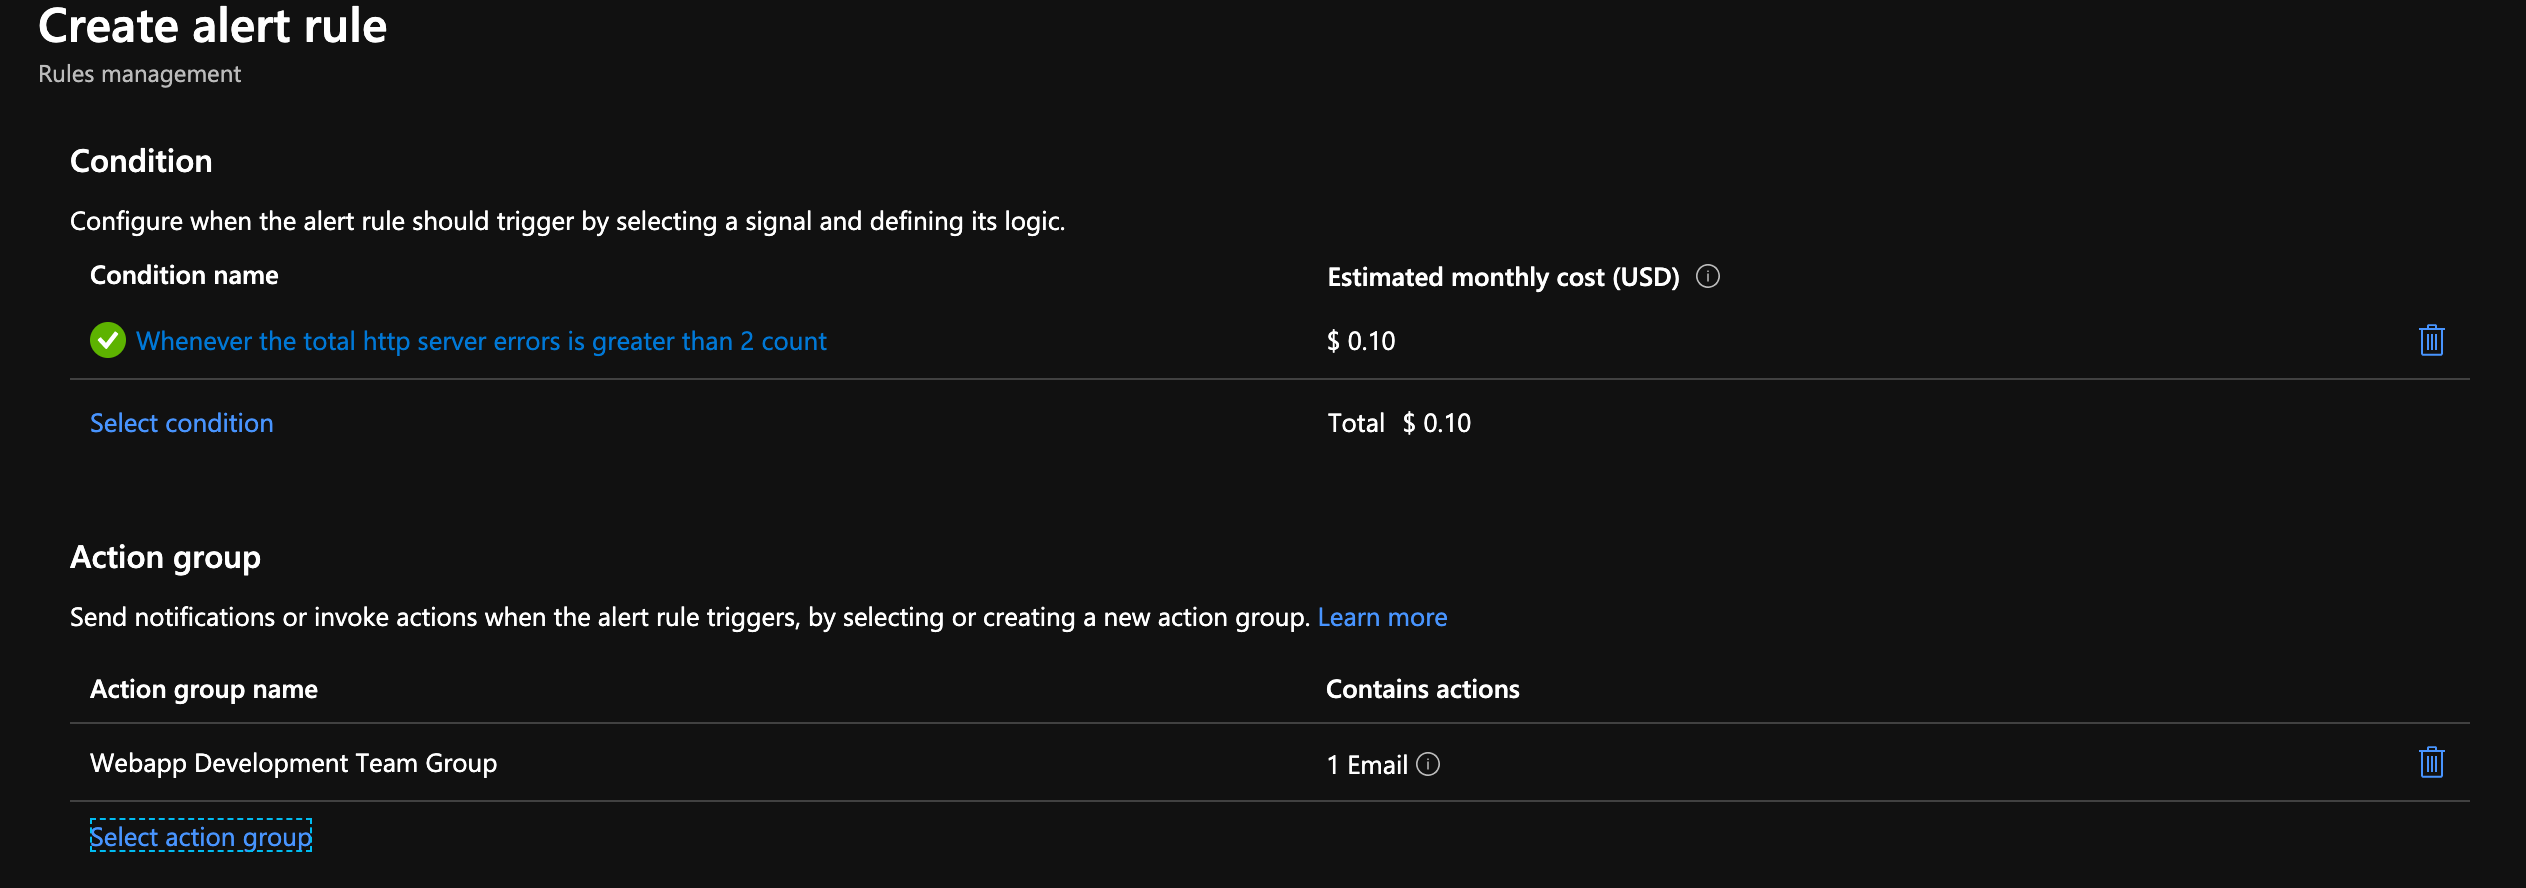 Create alert rule
Rules management
Condition
Configure when the alert rule should trigger by selecting a signal and defining its logic.
Condition name Estimated monthly cost (USD)
Whenever the total http server errors is greater than 2 count $ 0.10
Select condition Total $ 0.10
Action group
Send notifications or invoke actions when the alert rule triggers, by selecting or creating a new action group. Learn more
Action group name Contains actions
Webapp Development Team Group 1 Email
Select action group